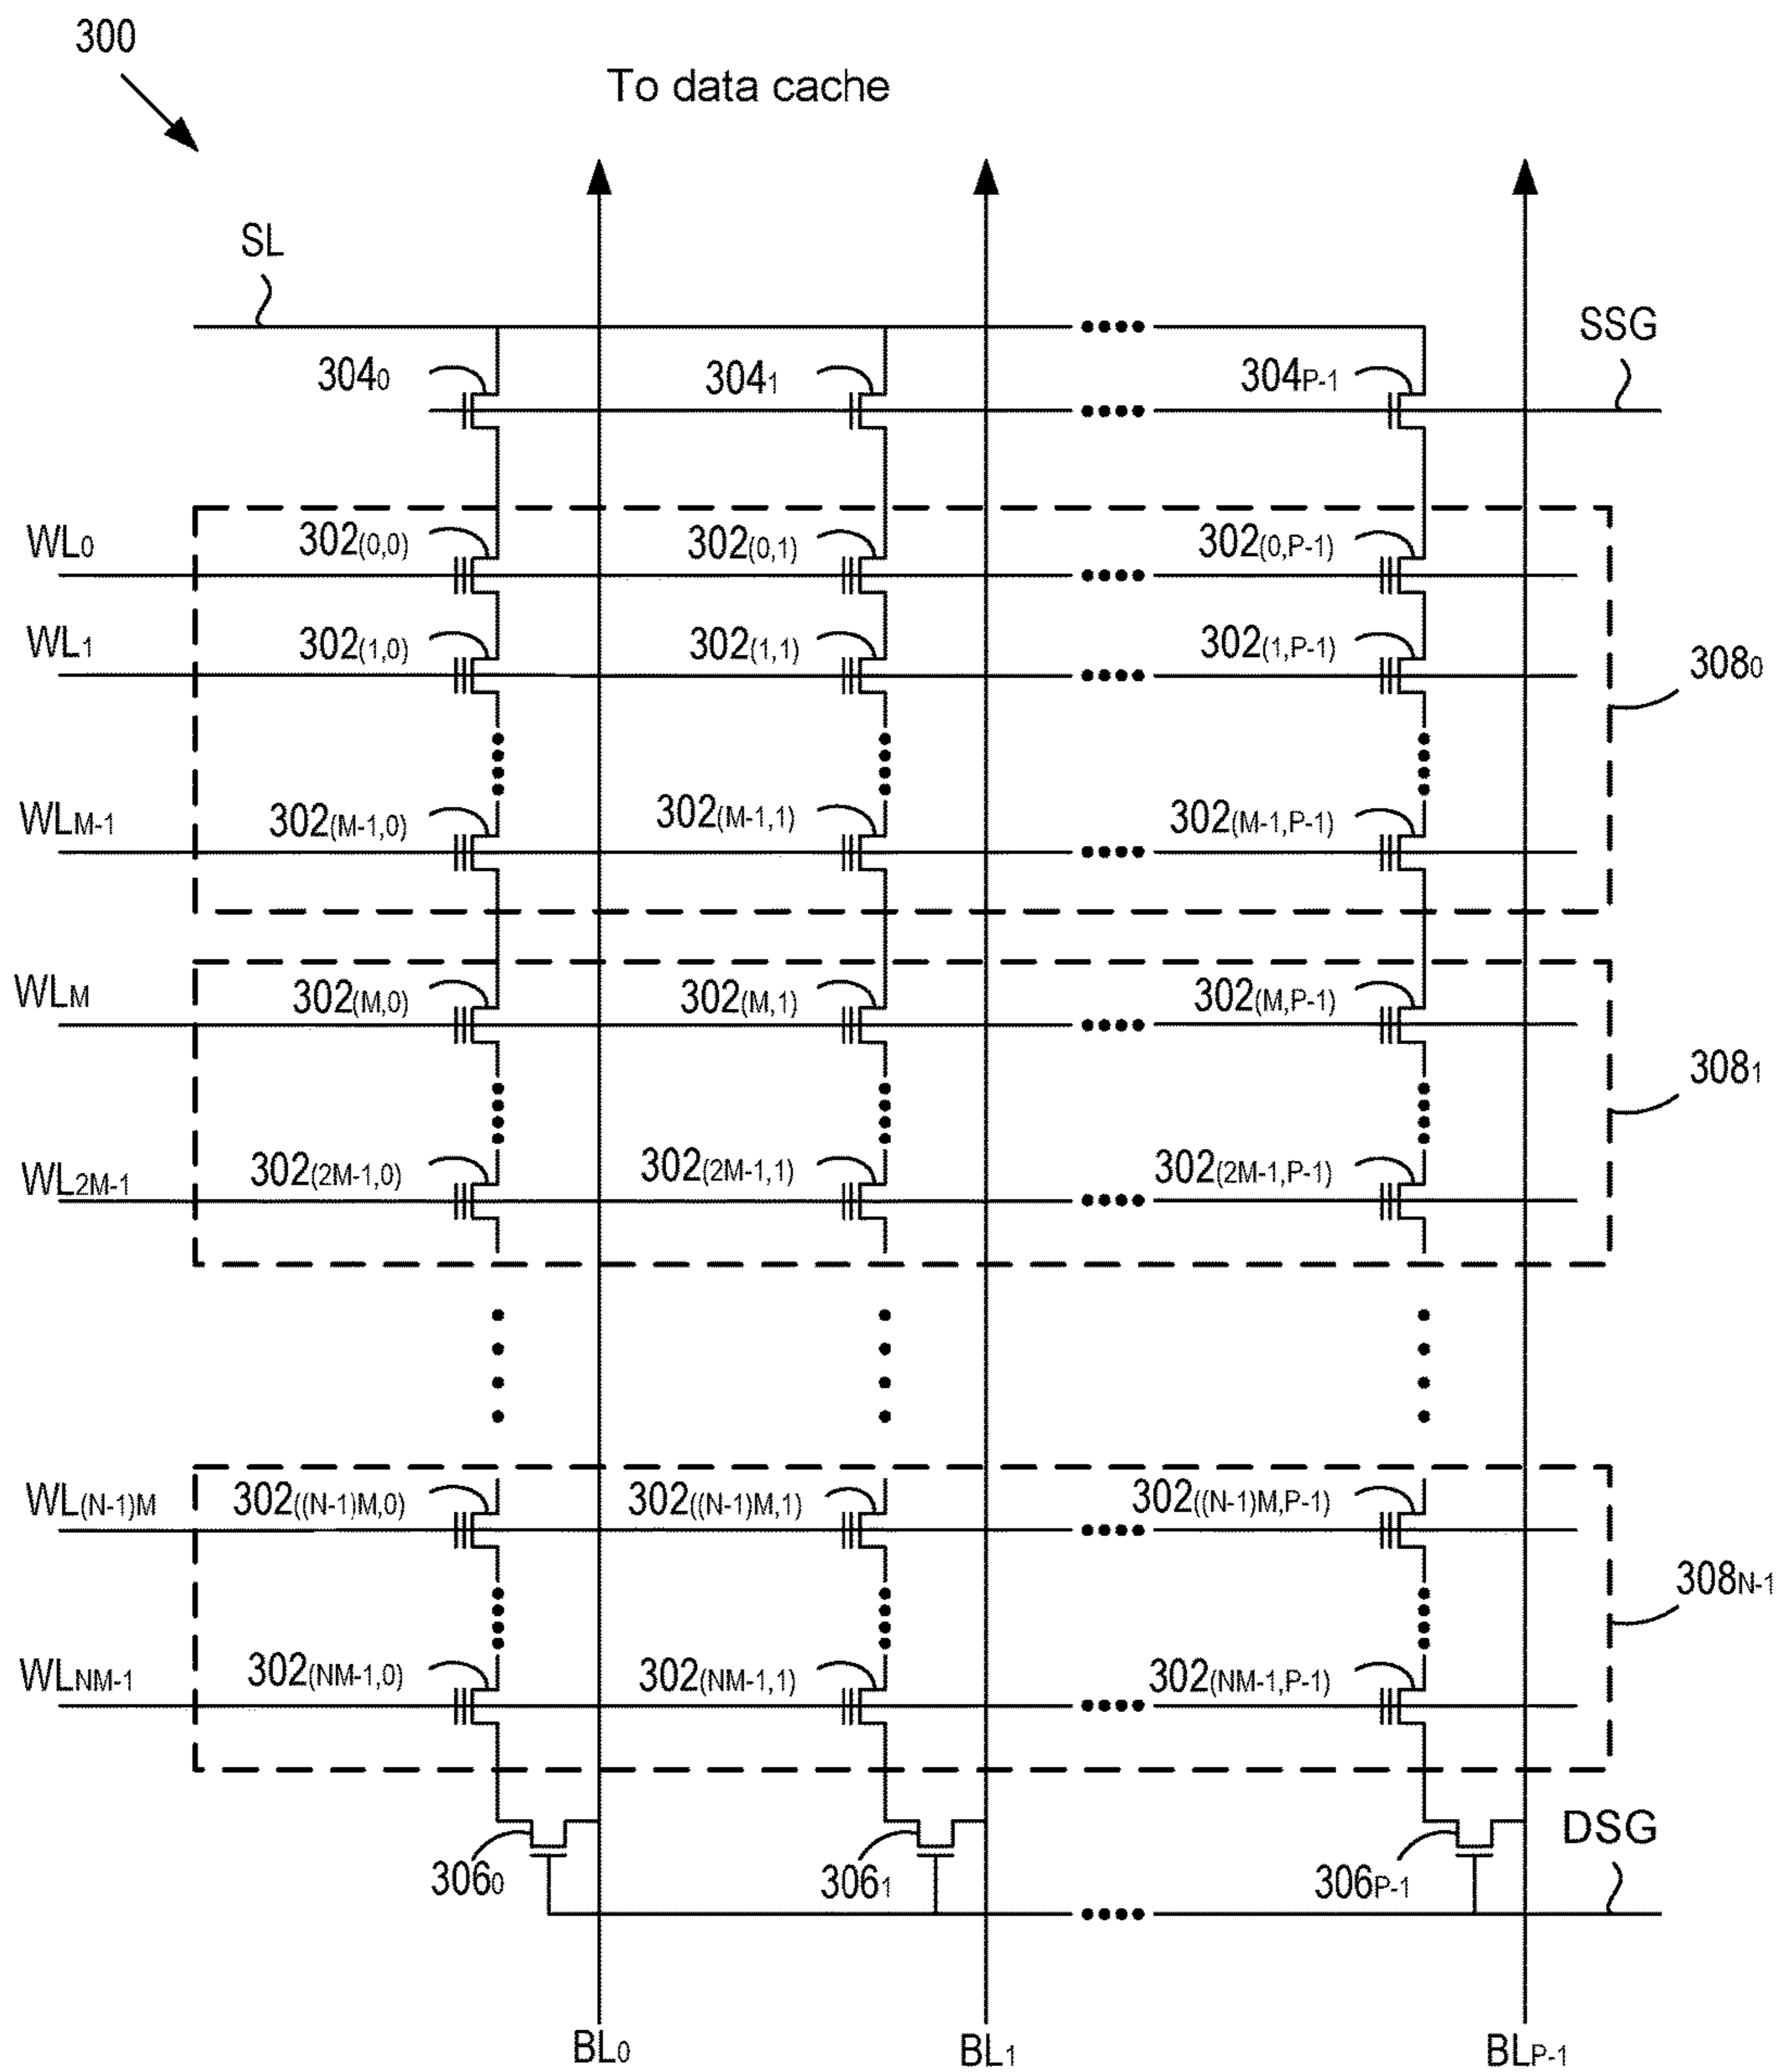 300
To data cache
SL
SSG
304₀ 304₁ 304P-1
WL₀ 302(0,0) 302(0,1) 302(0,P-1)
WL₁ 302(1,0) 302(1,1) 302(1,P-1)
308₀
WLM-1 302(M-1,0) 302(M-1,1) 302(M-1,P-1)
WLM 302(M,0) 302(M,1) 302(M,P-1)
308₁
WL2M-1 302(2M-1,0) 302(2M-1,1) 302(2M-1,P-1)
WL(N-1)M 302((N-1)M,0) 302((N-1)M,1) 302((N-1)M,P-1)
308N-1
WLNM-1 302(NM-1,0) 302(NM-1,1) 302(NM-1,P-1)
DSG
306₀ 306₁ 306P-1
BL₀ BL₁ BLP-1